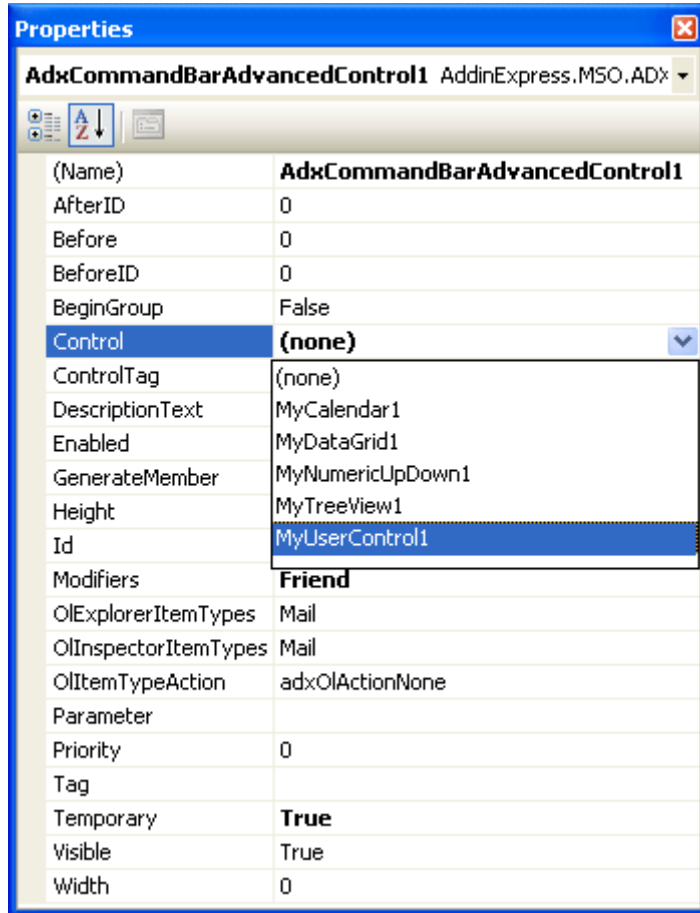 Properties
AdxCommandBarAdvancedControl1 AddinExpress.MSO.ADX
(Name) AdxCommandBarAdvancedControl1
AfterID 0
Before 0
BeforeID 0
BeginGroup False
Control (none)
ControlTag (none)
DescriptionText MyCalendar1
Enabled MyDataGrid1
GenerateMember MyNumericUpDown1
Height MyTreeView1
Id MyUserControl1
Modifiers Friend
OlExplorerItemTypes Mail
OlInspectorItemTypes Mail
OlItemTypeAction adxOlActionNone
Parameter
Priority 0
Tag
Temporary True
Visible True
Width 0